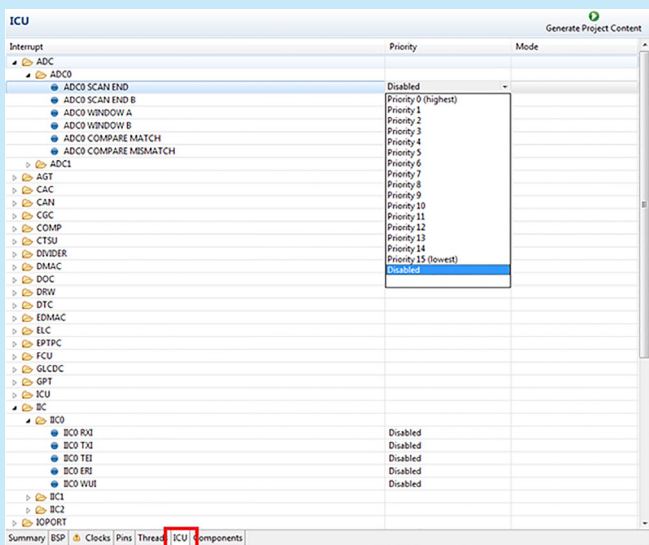 ICU
Generate Project Content
Interrupt Priority Mode
ADC
ADC0
ADC0 SCAN END Disabled
ADC0 SCAN END B Priority 0 (highest)
ADC0 WINDOW A Priority 1
ADC0 WINDOW B Priority 2
ADC0 COMPARE MATCH Priority 3
ADC0 COMPARE MISMATCH Priority 4
Priority 5
ADC1 Priority 6
AGT Priority 7
CAC Priority 8
CAN Priority 9
CGC Priority 10
COMP Priority 11
CTSU Priority 12
DIVIDER Priority 13
DMAC Priority 14
DOC Priority 15 (lowest)
DRW Disabled
DTC
EDMAC
ELC
EPTPC
FCU
GLCDC
GPT
ICU
IIC
IIC0
IIC0 RXI Disabled
IIC0 TXI Disabled
IIC0 TEI Disabled
IIC0 ERI Disabled
IIC0 WUI Disabled
IIC1
IIC2
IOPORT
Summary BSP Clocks Pins Threads ICU Components